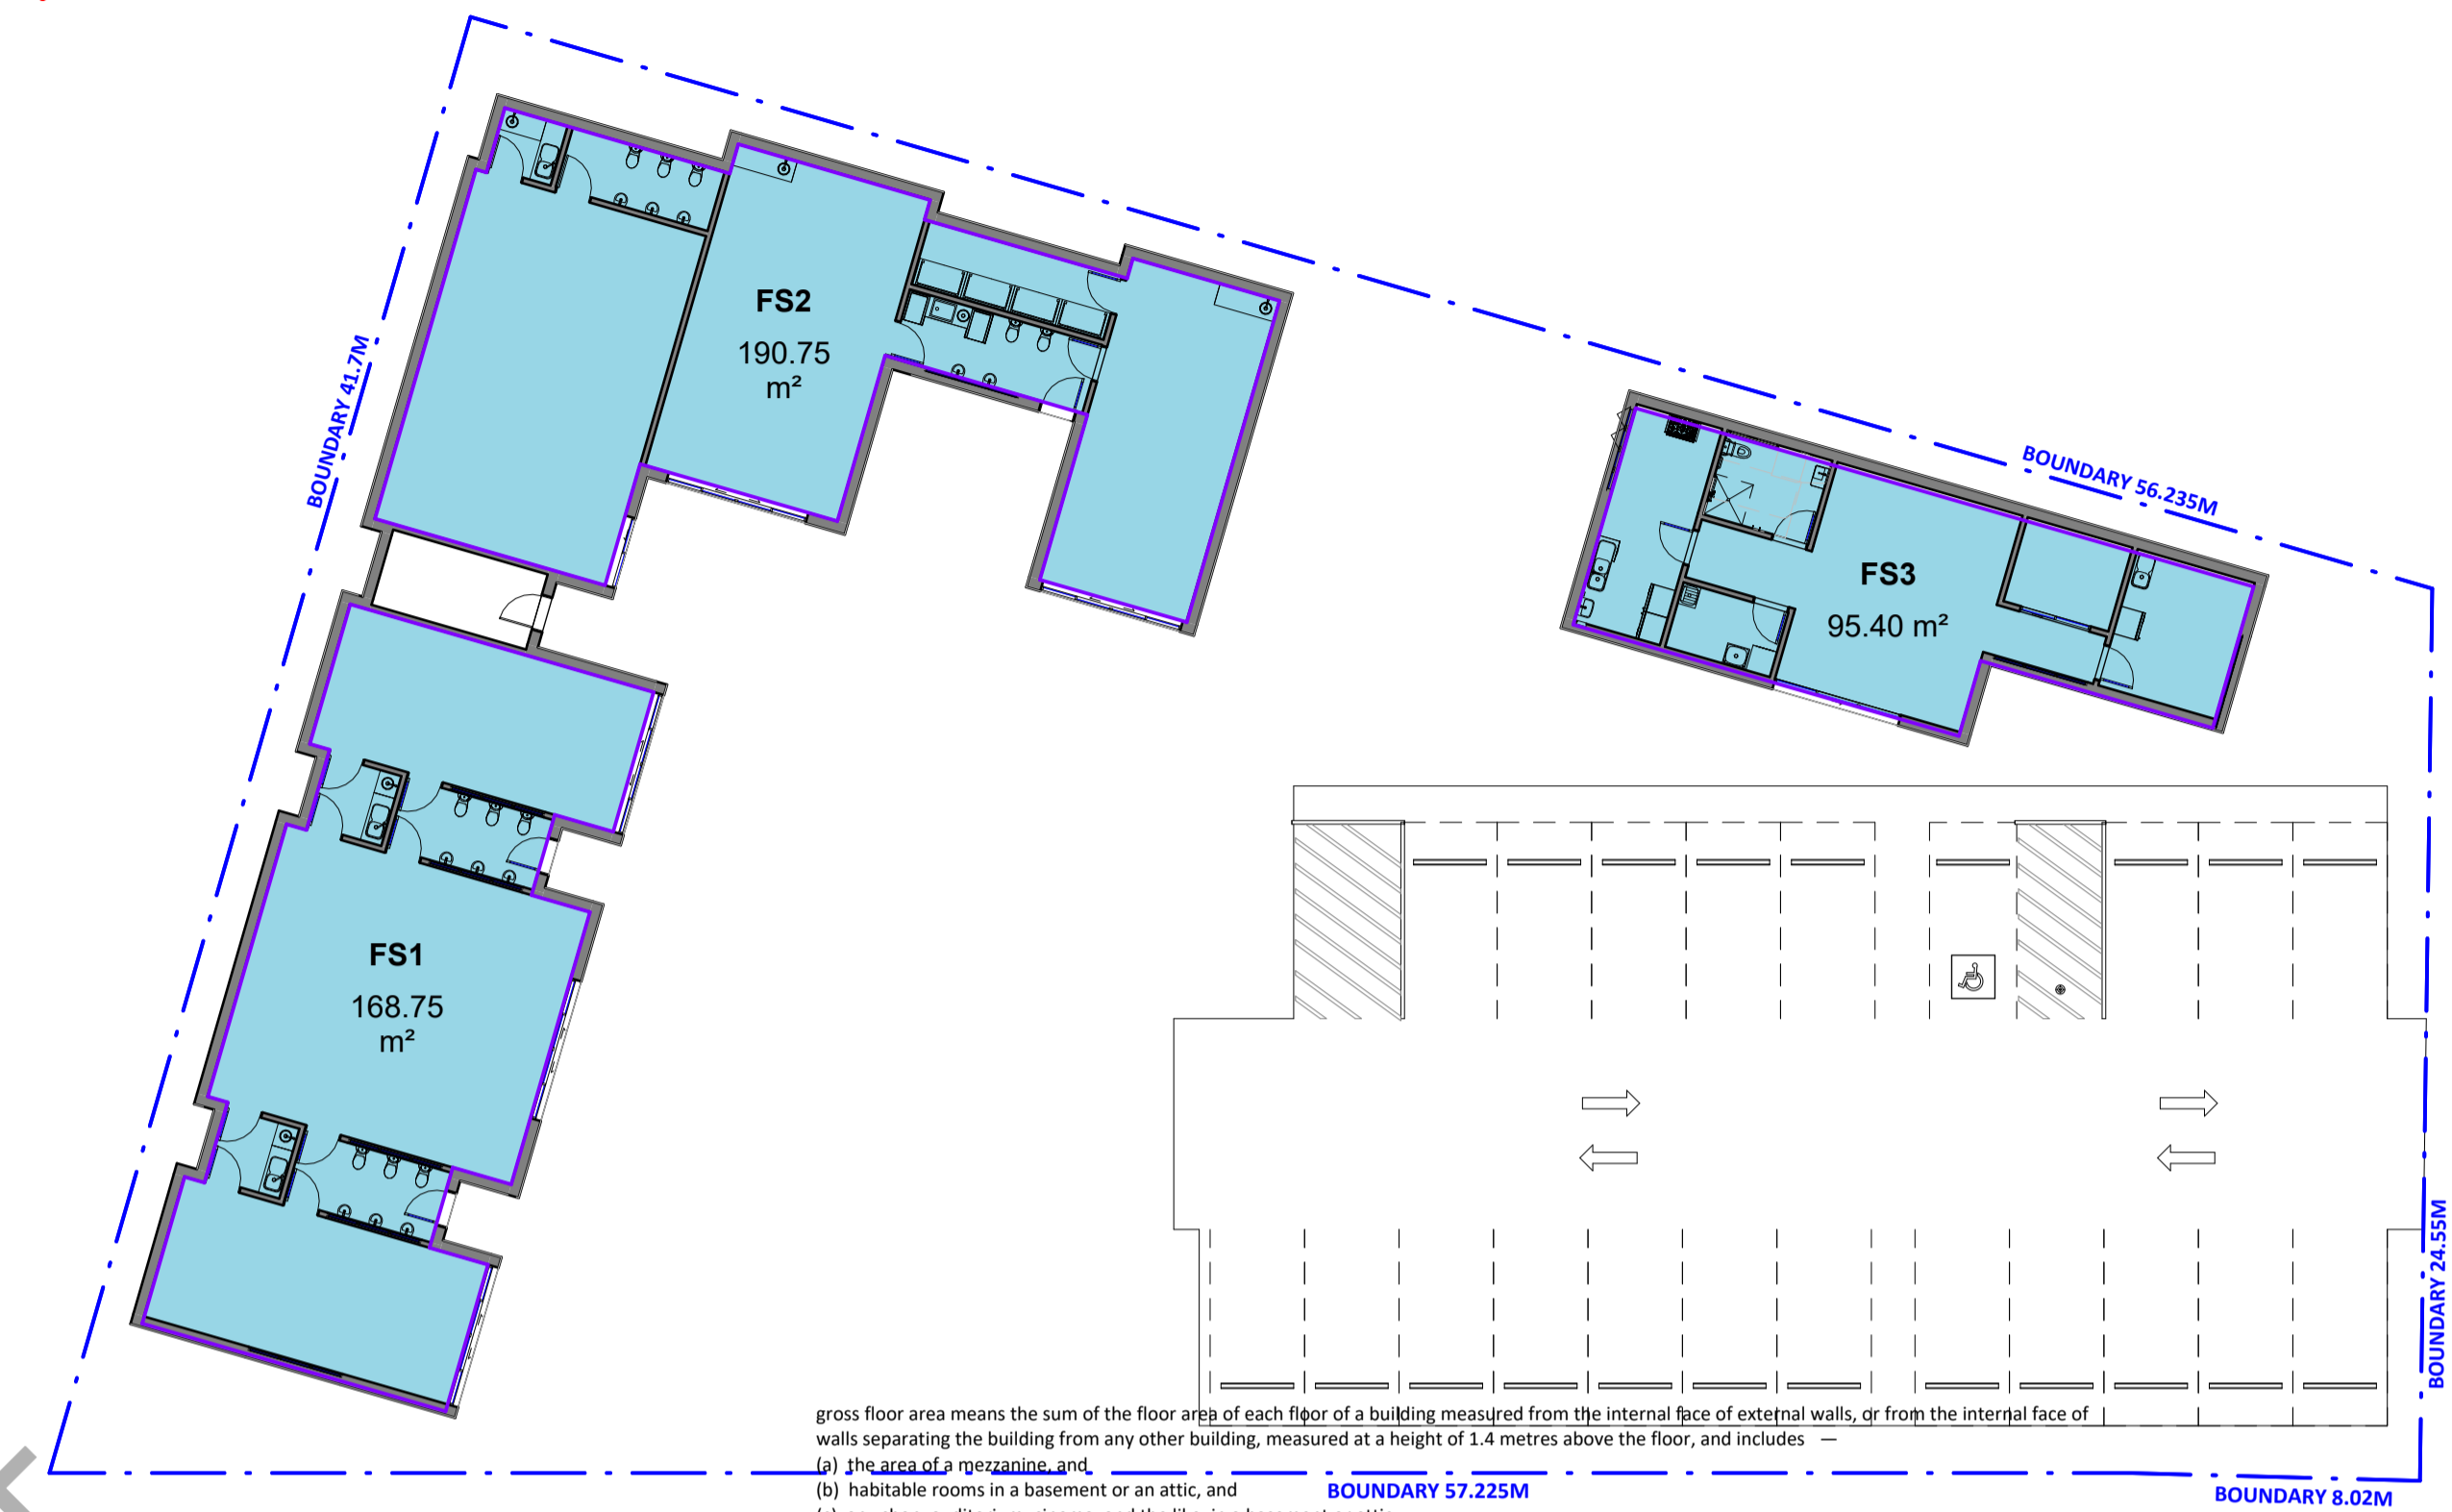 BOUNDARY 41.7M
FS2
190.75
m²
BOUNDARY 56.235M
FS3
95.40 m²
FS1
168.75
m²
BOUNDARY 24.55M
gross floor area means the sum of the floor area of each floor of a building measured from the internal face of external walls, or from the internal face of
walls separating the building from any other building, measured at a height of 1.4 metres above the floor, and includes —
(a) the area of a mezzanine, and
(b) habitable rooms in a basement or an attic, and
BOUNDARY 57.225M
BOUNDARY 8.02M